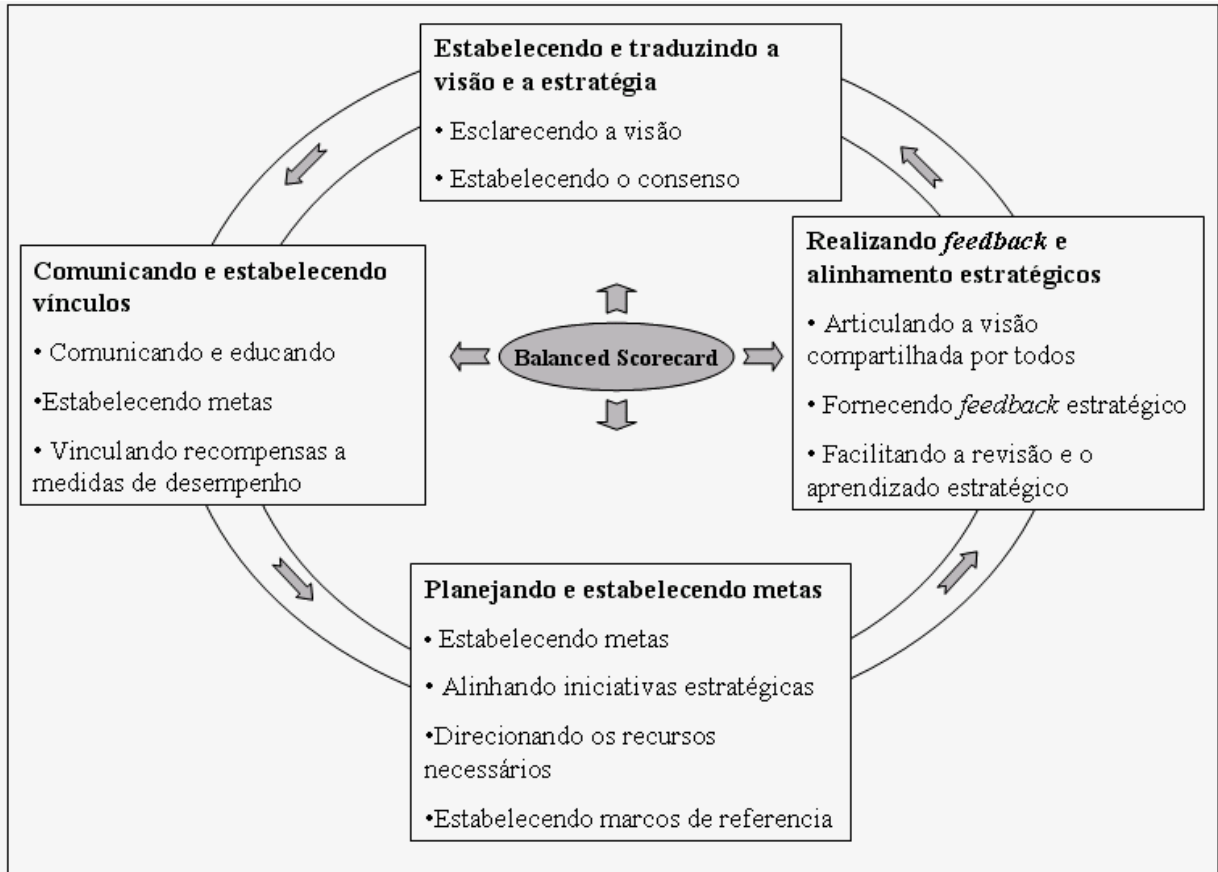 Estabelecendo e traduzindo a
visão e a estratégia
• Esclarecendo a visão
• Estabelecendo o consenso
Comunicando e estabelecendo
vínculos
• Comunicando e educando
•Estabelecendo metas
• Vinculando recompensas a
medidas de desempenho
Balanced Scorecard
Realizando feedback e
alinhamento estratégicos
• Articulando a visão
compartilhada por todos
• Fornecendo feedback estratégico
• Facilitando a revisão e o
aprendizado estratégico
Planejando e estabelecendo metas
• Estabelecendo metas
• Alinhando iniciativas estratégicas
•Direcionando os recursos
necessários
•Estabelecendo marcos de referencia